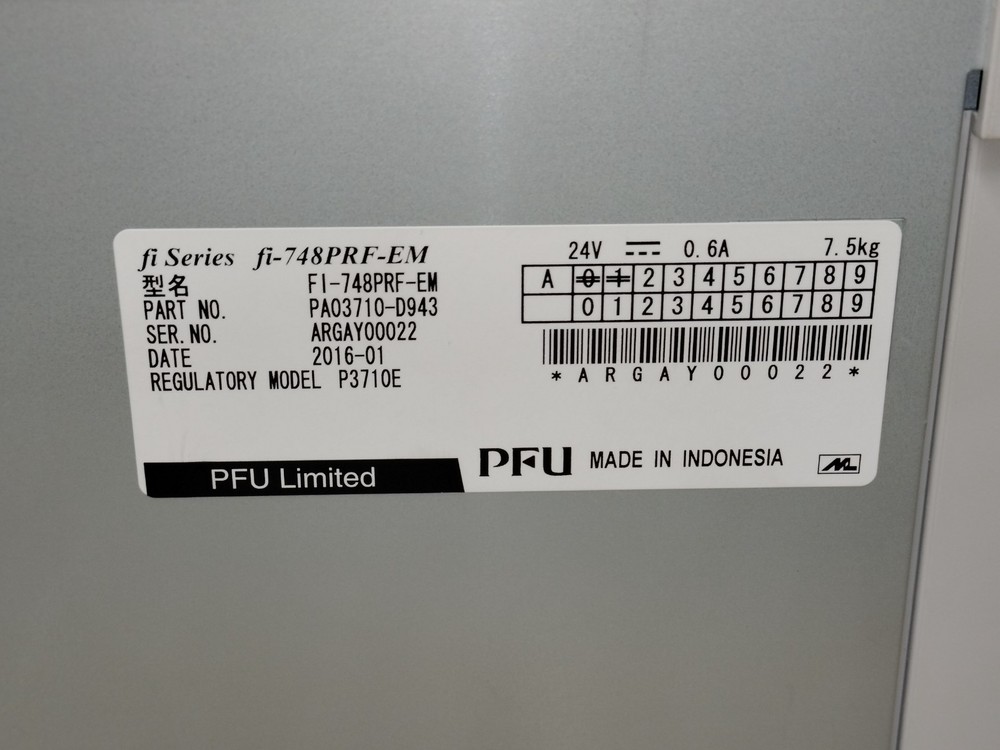 fi Series fi-748PRF-EM
型名 FI-748PRF-EM
PART NO. PA03710-D943
SER. NO. ARGAY00022
DATE 2016-01
REGULATORY MODEL P3710E
24V 0.6A 7.5kg
A 0 1 2 3 4 5 6 7 8 9
0 1 2 3 4 5 6 7 8 9
*ARGAY00022*
PFU Limited
PFU MADE IN INDONESIA